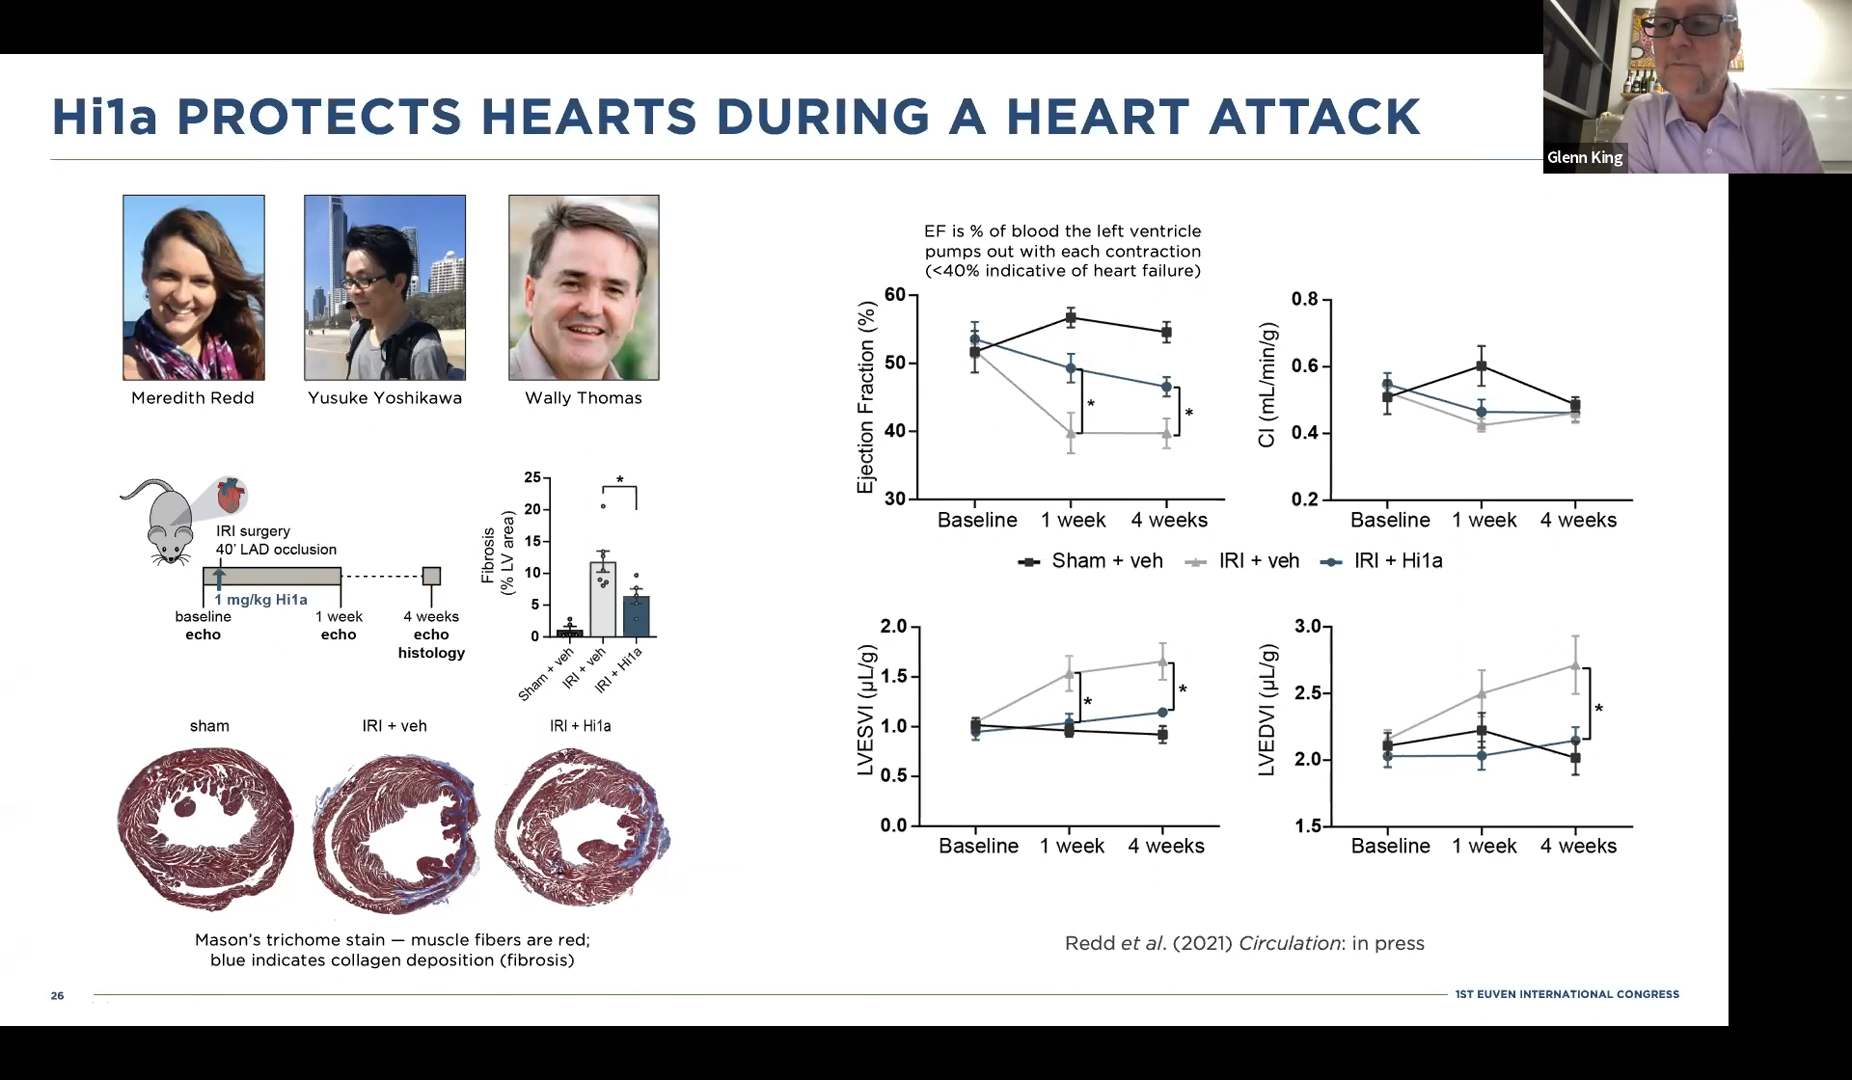 Hi1a PROTECTS HEARTS DURING A HEART ATTACK
Glenn King
Meredith Redd
Yusuke Yoshikawa
Wally Thomas
IRI surgery
40' LAD occlusion
1 mg/kg Hi1a
baseline
echo
1 week
echo
4 weeks
echo
histology
Fibrosis
(% LV area)
25
20
15
10
5
0
*
Sham + veh
IRI + veh
IRI + Hi1a
sham
IRI + veh
IRI + Hi1a
Mason's trichome stain — muscle fibers are red;
blue indicates collagen deposition (fibrosis)
EF is % of blood the left ventricle
pumps out with each contraction
(<40% indicative of heart failure)
Ejection Fraction (%)
60
50
40
30
*
*
Baseline 1 week 4 weeks
CI (mL/min/g)
0.8
0.6
0.4
0.2
Baseline 1 week 4 weeks
Sham + veh IRI + veh IRI + Hi1a
LVESVI (µL/g)
2.0
1.5
1.0
0.5
0.0
*
*
Baseline 1 week 4 weeks
LVEDVI (µL/g)
3.0
2.5
2.0
1.5
*
Baseline 1 week 4 weeks
Redd et al. (2021) Circulation: in press
26
1ST EUVEN INTERNATIONAL CONGRESS